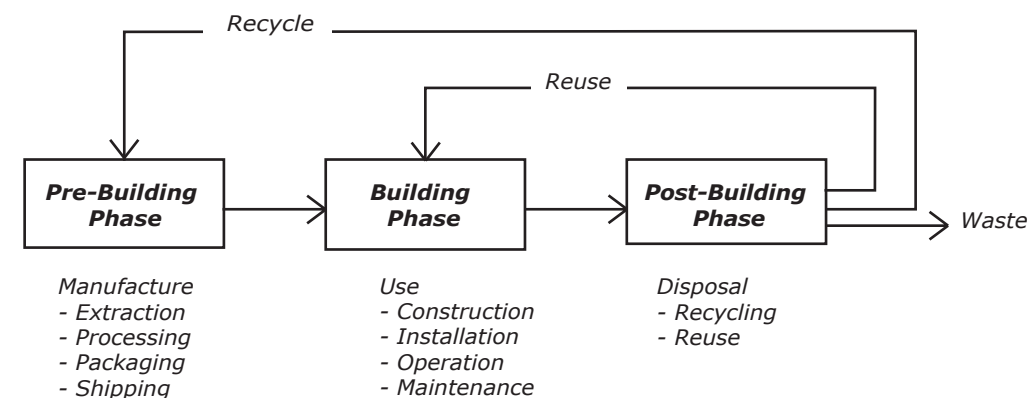 Recycle
Reuse
Pre-Building
Phase
Building
Phase
Post-Building
Phase
Waste
Manufacture
- Extraction
- Processing
- Packaging
- Shipping
Use
- Construction
- Installation
- Operation
- Maintenance
Disposal
- Recycling
- Reuse